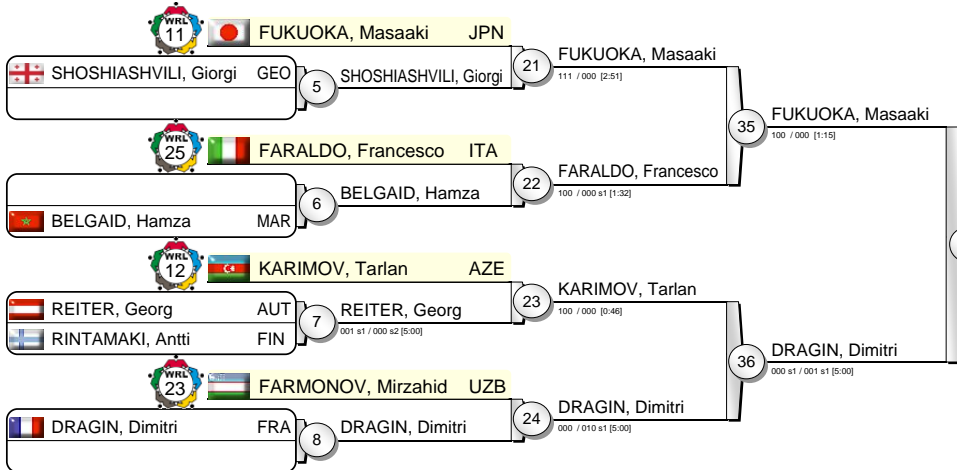 WRL
11
FUKUOKA, Masaaki JPN
SHOSHIASHVILI, Giorgi GEO
5
SHOSHIASHVILI, Giorgi
21
FUKUOKA, Masaaki
111 / 000 [2:51]
WRL
25
FARALDO, Francesco ITA
BELGAID, Hamza MAR
6
BELGAID, Hamza
22
FARALDO, Francesco
100 / 000 s1 [1:32]
35
FUKUOKA, Masaaki
100 / 000 [1:15]
WRL
12
KARIMOV, Tarlan AZE
REITER, Georg AUT
RINTAMAKI, Antti FIN
7
REITER, Georg
001 s1 / 000 s2 [5:00]
23
KARIMOV, Tarlan
100 / 000 [0:46]
WRL
23
FARMONOV, Mirzahid UZB
DRAGIN, Dimitri FRA
8
DRAGIN, Dimitri
24
DRAGIN, Dimitri
000 / 010 s1 [5:00]
36
DRAGIN, Dimitri
000 s1 / 001 s1 [5:00]